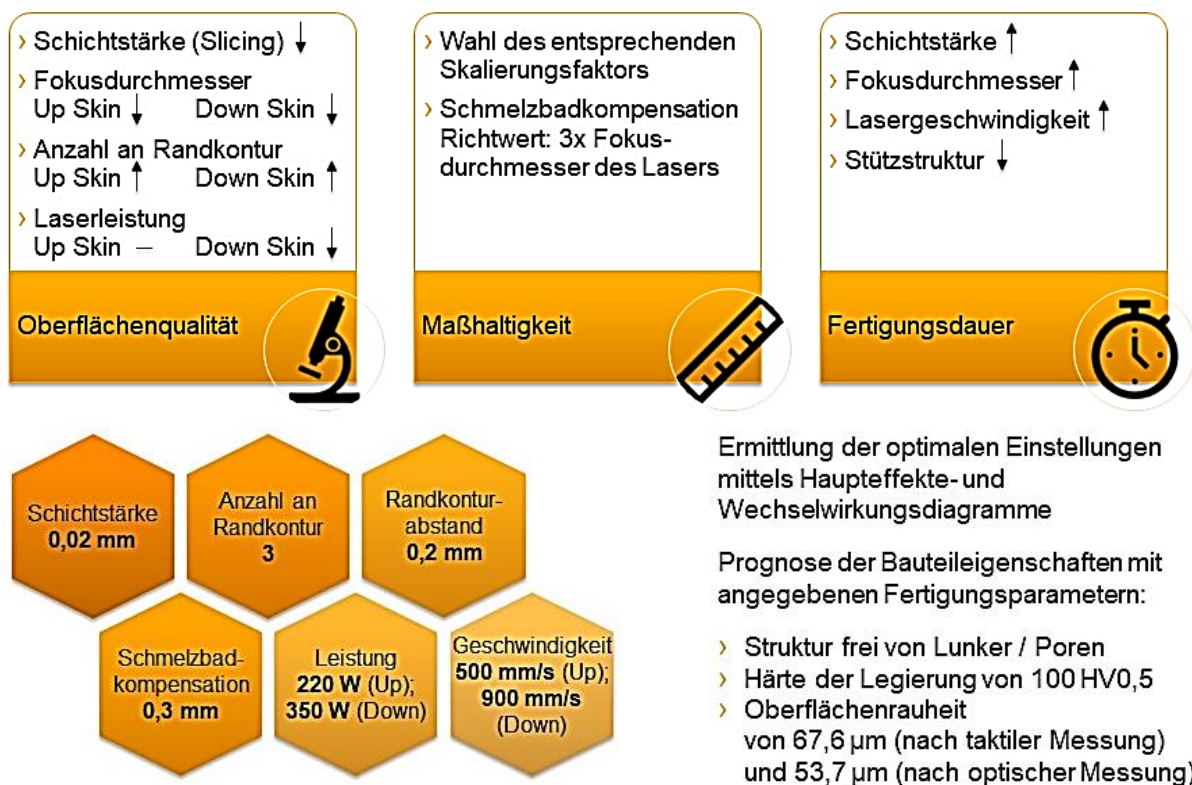 › Schichtstärke (Slicing) ↓
› Fokusdurchmesser
Up Skin ↓ Down Skin ↓
› Anzahl an Randkontur
Up Skin ↑ Down Skin ↑
› Laserleistung
Up Skin – Down Skin ↓
Oberflächenqualität
› Wahl des entsprechenden
Skalierungsfaktors
› Schmelzbadkompensation
Richtwert: 3x Fokus-
durchmesser des Lasers
Maßhaltigkeit
› Schichtstärke ↑
› Fokusdurchmesser ↑
› Lasergeschwindigkeit ↑
› Stützstruktur ↓
Fertigungsdauer
Schichtstärke
0,02 mm
Anzahl an
Randkontur
3
Randkontur-
abstand
0,2 mm
Schmelzbad-
kompensation
0,3 mm
Leistung
220 W (Up);
350 W (Down)
Geschwindigkeit
500 mm/s (Up);
900 mm/s
(Down)
Ermittlung der optimalen Einstellungen
mittels Haupteffekte- und
Wechselwirkungsdiagramme
Prognose der Bauteileigenschaften mit
angegebenen Fertigungsparametern:
› Struktur frei von Lunker / Poren
› Härte der Legierung von 100 HV0,5
› Oberflächenrauheit
von 67,6 µm (nach taktiler Messung)
und 53,7 µm (nach optischer Messung)